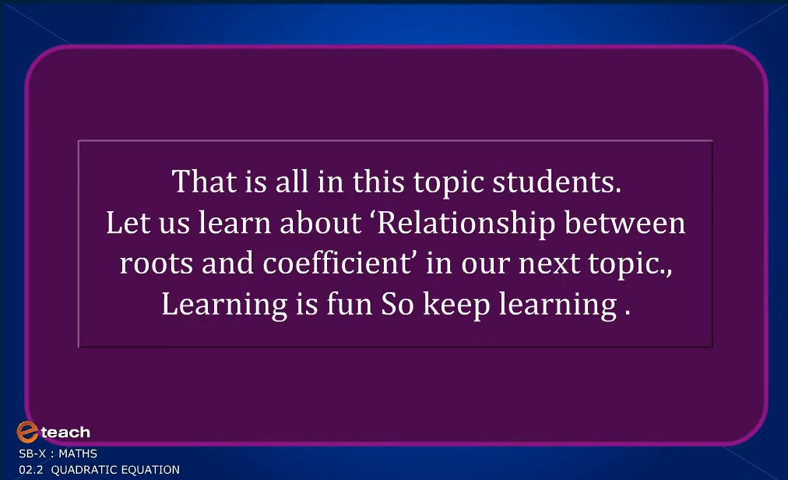 That is all in this topic students.
Let us learn about ‘Relationship between
roots and coefficient’ in our next topic.,
Learning is fun So keep learning .
eteach
SB-X : MATHS
02.2 QUADRATIC EQUATION